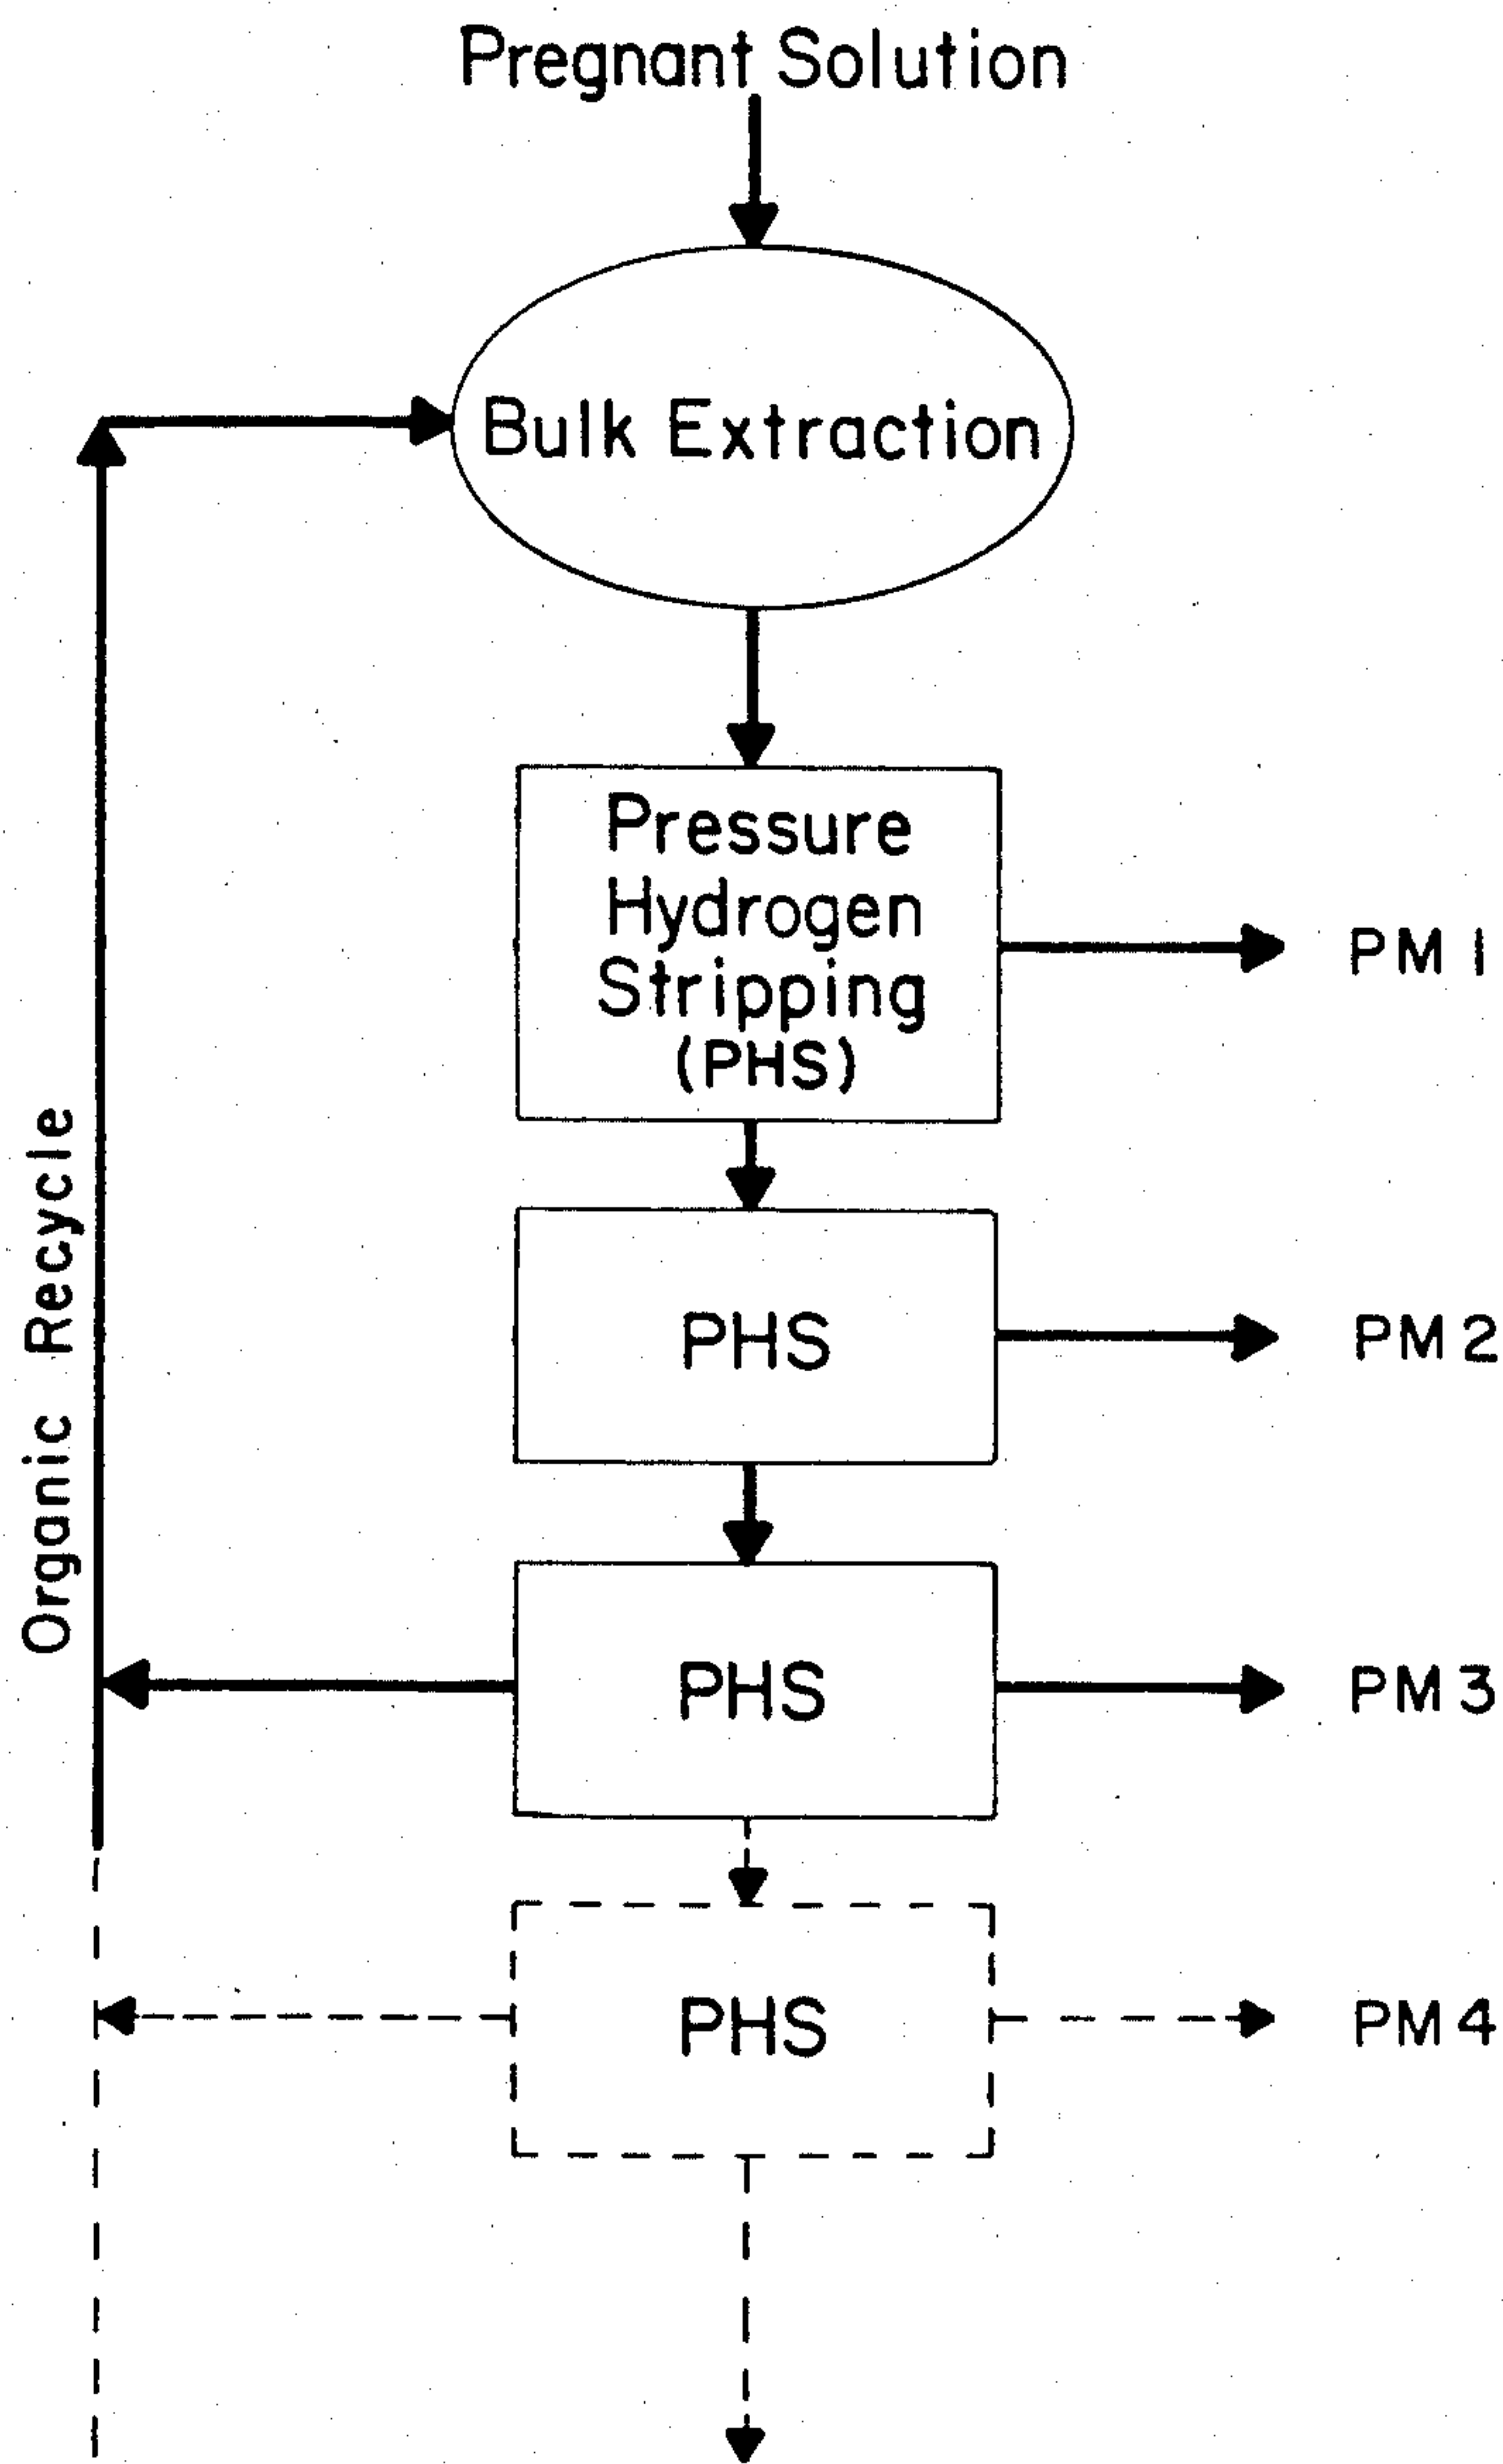 Pregnant Solution
Bulk Extraction
Pressure
Hydrogen
Stripping
(PHS)
PM 1
PHS
PM 2
Organic Recycle
PHS
PM 3
PHS
PM 4